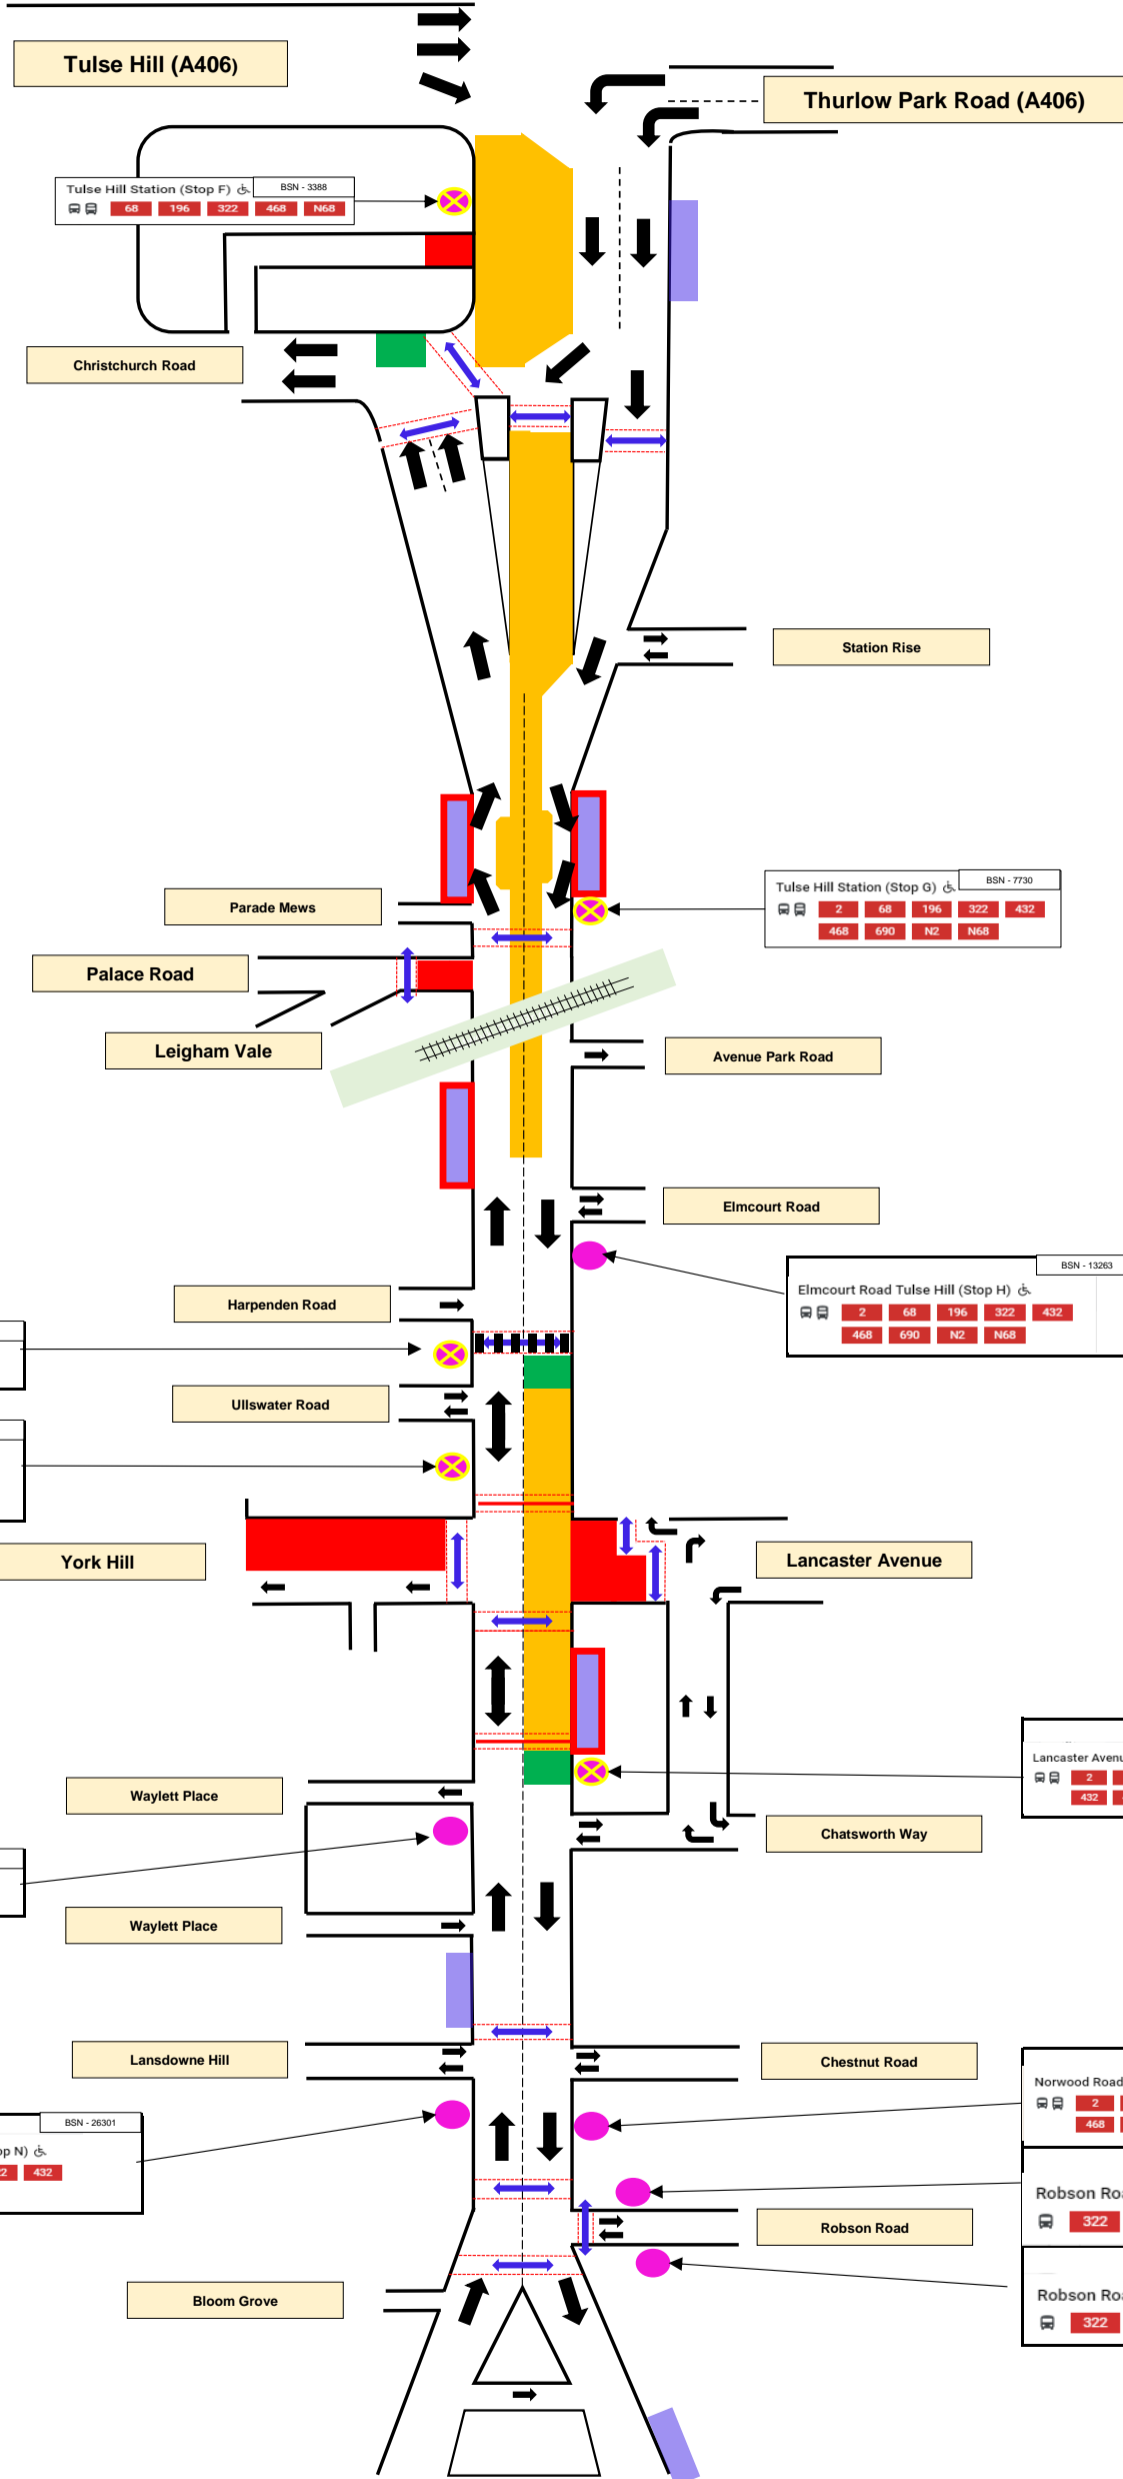 Tulse Hill (A406)
Thurlow Park Road (A406)
Tulse Hill Station (Stop F)
BSN - 3388
68 196 322 468 N68
Christchurch Road
Station Rise
Tulse Hill Station (Stop G)
BSN - 7730
2 68 196 322 432
468 690 N2 N68
Parade Mews
Palace Road
Leigham Vale
Avenue Park Road
Elmcourt Road
BSN - 13263
Elmcourt Road Tulse Hill (Stop H)
2 68 196 322 432
468 690 N2 N68
Harpenden Road
Ullswater Road
York Hill
Lancaster Avenue
Lancaster Avenu
2
432
Waylett Place
Chatsworth Way
Waylett Place
Lansdowne Hill
Chestnut Road
Norwood Road
2
468
BSN - 26301
op N)
2 432
Robson Roa
322
Robson Road
Robson Roa
322
Bloom Grove